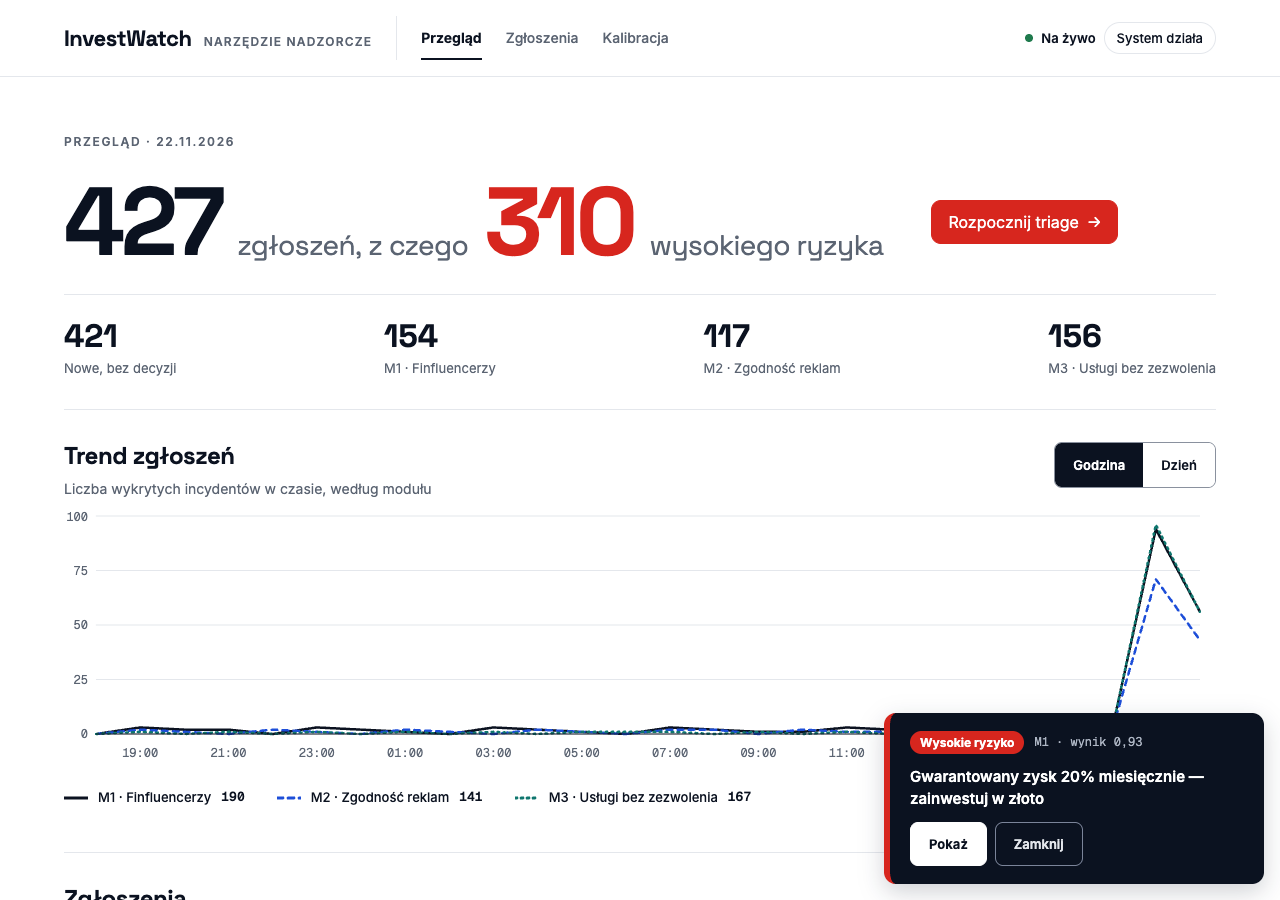 InvestWatch NARZĘDZIE NADZORCZE Przegląd Zgłoszenia Kalibracja Na żywo System działa
PRZEGLĄD · 22.11.2026
427 zgłoszeń, z czego 310 wysokiego ryzyka Rozpocznij triage →
421 154 117 156
Nowe, bez decyzji M1 · Finfluencerzy M2 · Zgodność reklam M3 · Usługi bez zezwolenia
Trend zgłoszeń
Godzina Dzień
Liczba wykrytych incydentów w czasie, według modułu
100
75
50
25
0
19:00 21:00 23:00 01:00 03:00 05:00 07:00 09:00 11:00
M1 · Finfluencerzy 190 M2 · Zgodność reklam 141 M3 · Usługi bez zezwolenia 167
Wysokie ryzyko M1 · wynik 0,93
Gwarantowany zysk 20% miesięcznie —
zainwestuj w złoto
Pokaż Zamknij
Zgłoszenia